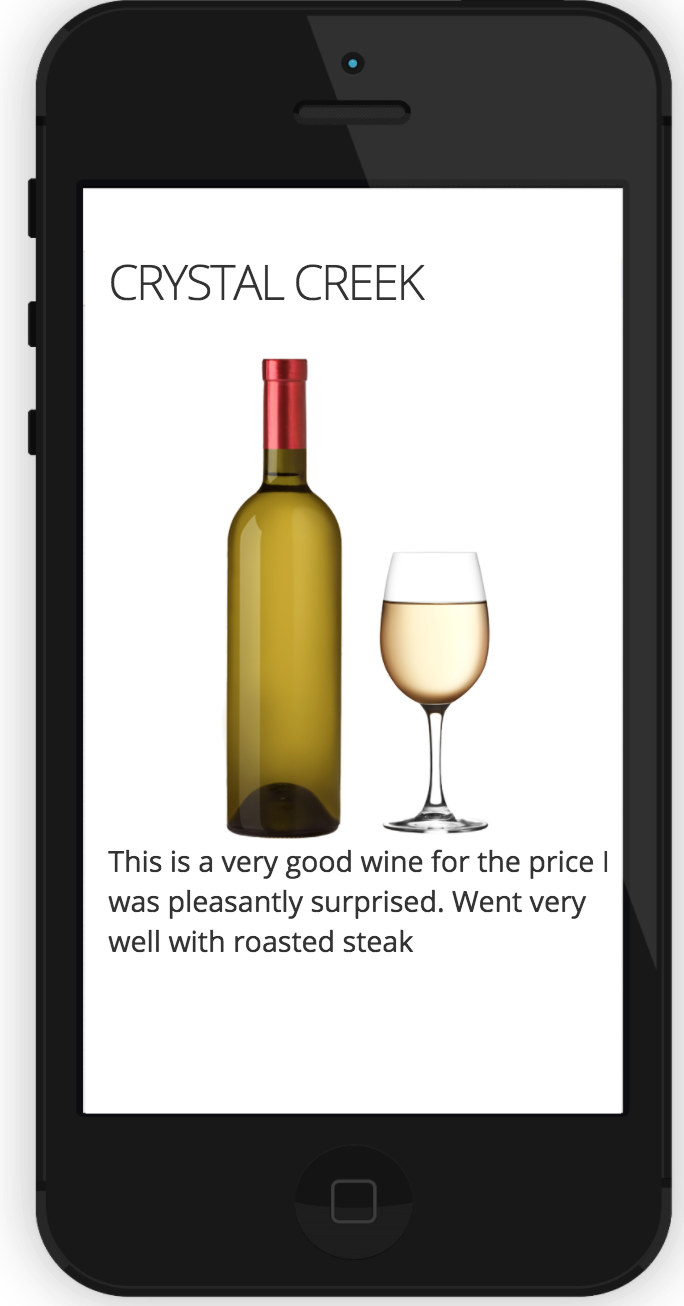 CRYSTAL CREEK
This is a very good wine for the price I
was pleasantly surprised. Went very
well with roasted steak